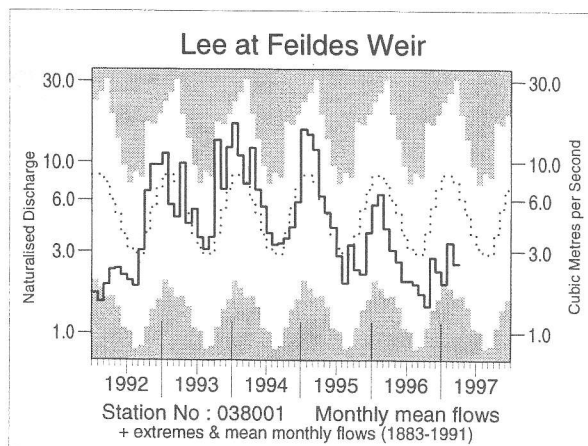 Lee at Feildes Weir
Naturalised Discharge
30.0
10.0
6.0
3.0
1.0
30.0
10.0
6.0
3.0
1.0
Cubic Metres per Second
1992 1993 1994 1995 1996 1997
Station No : 038001 Monthly mean flows
+ extremes & mean monthly flows (1883-1991)